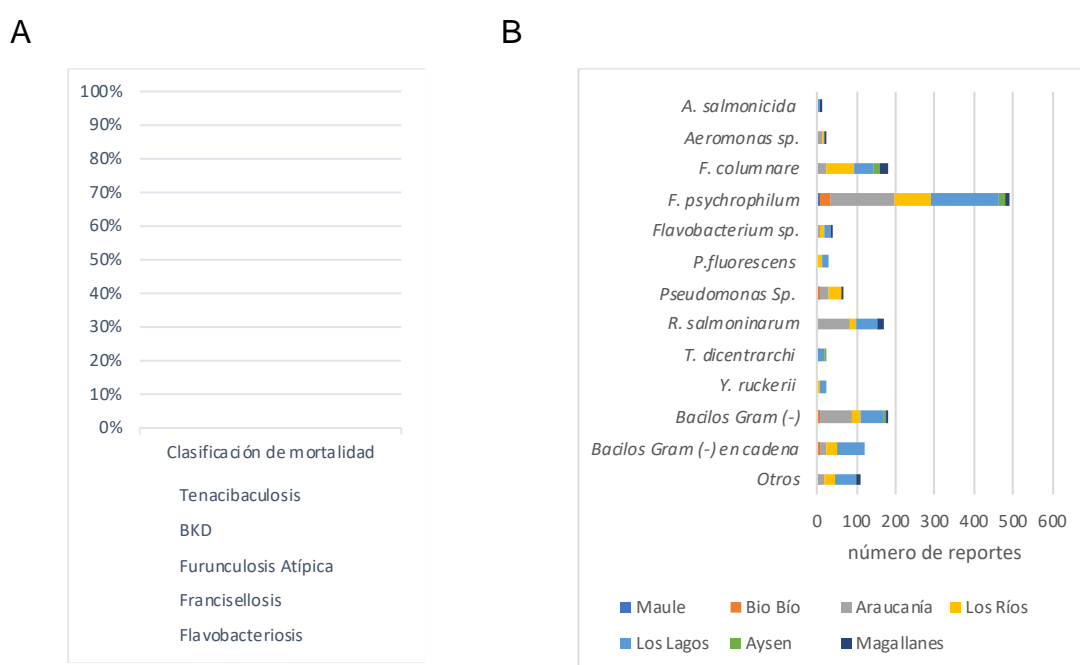 A
100%
90%
80%
70%
60%
50%
40%
30%
20%
10%
0%
Clasificación de mortalidad
Tenacibaculosis
BKD
Furunculosis Atípica
Francisellosis
Flavobacteriosis
B
A. salmonicida
Aeromonas sp.
F. columnare
F. psychrophilum
Flavobacterium sp.
P.fluorescens
Pseudomonas Sp.
R. salmoninarum
T. dicentrarchi
Y. ruckerii
Bacilos Gram (-)
Bacilos Gram (-) en cadena
Otros
0 100 200 300 400 500 600
número de reportes
Maule Bio Bío Araucanía Los Ríos
Los Lagos Aysen Magallanes